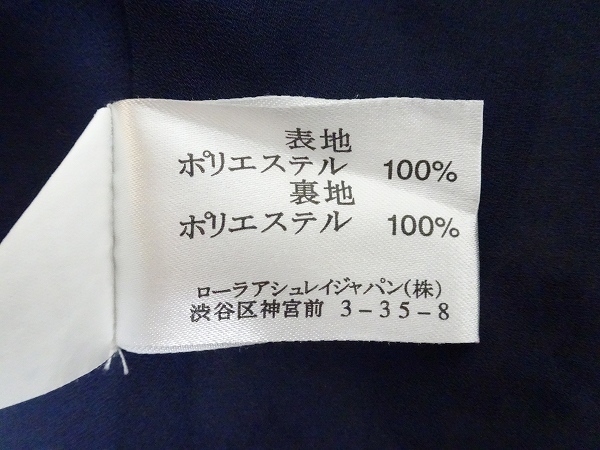 表地
ポリエステル 100%
裏地
ポリエステル 100%
ローラアシュレイジャパン(株)
渋谷区神宮前 3-35-8